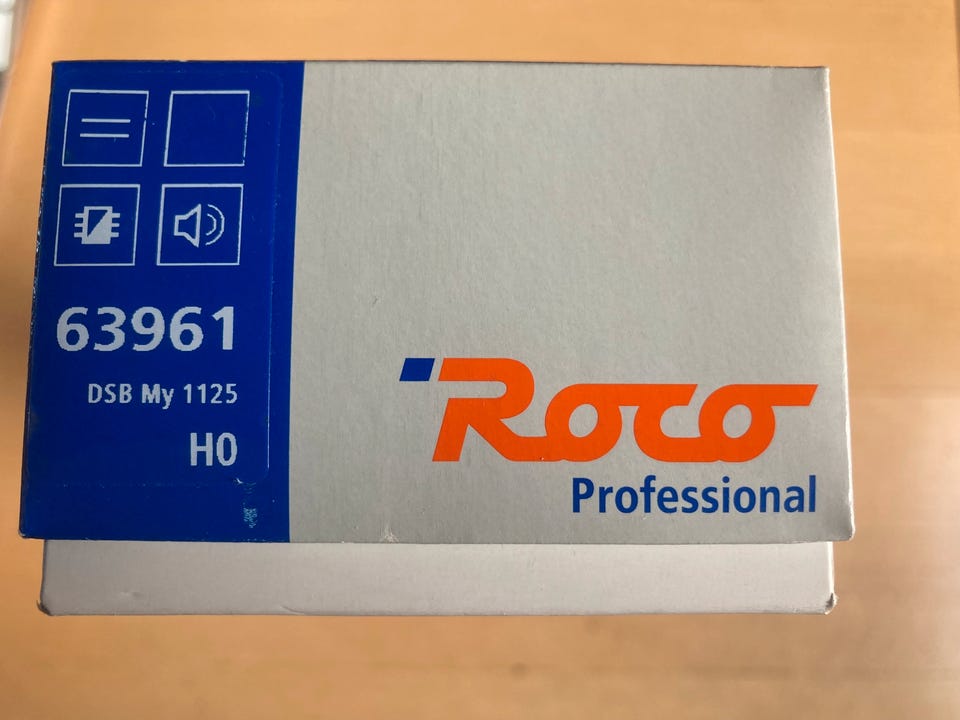 63961
DSB My 1125
H0
Roco
Professional